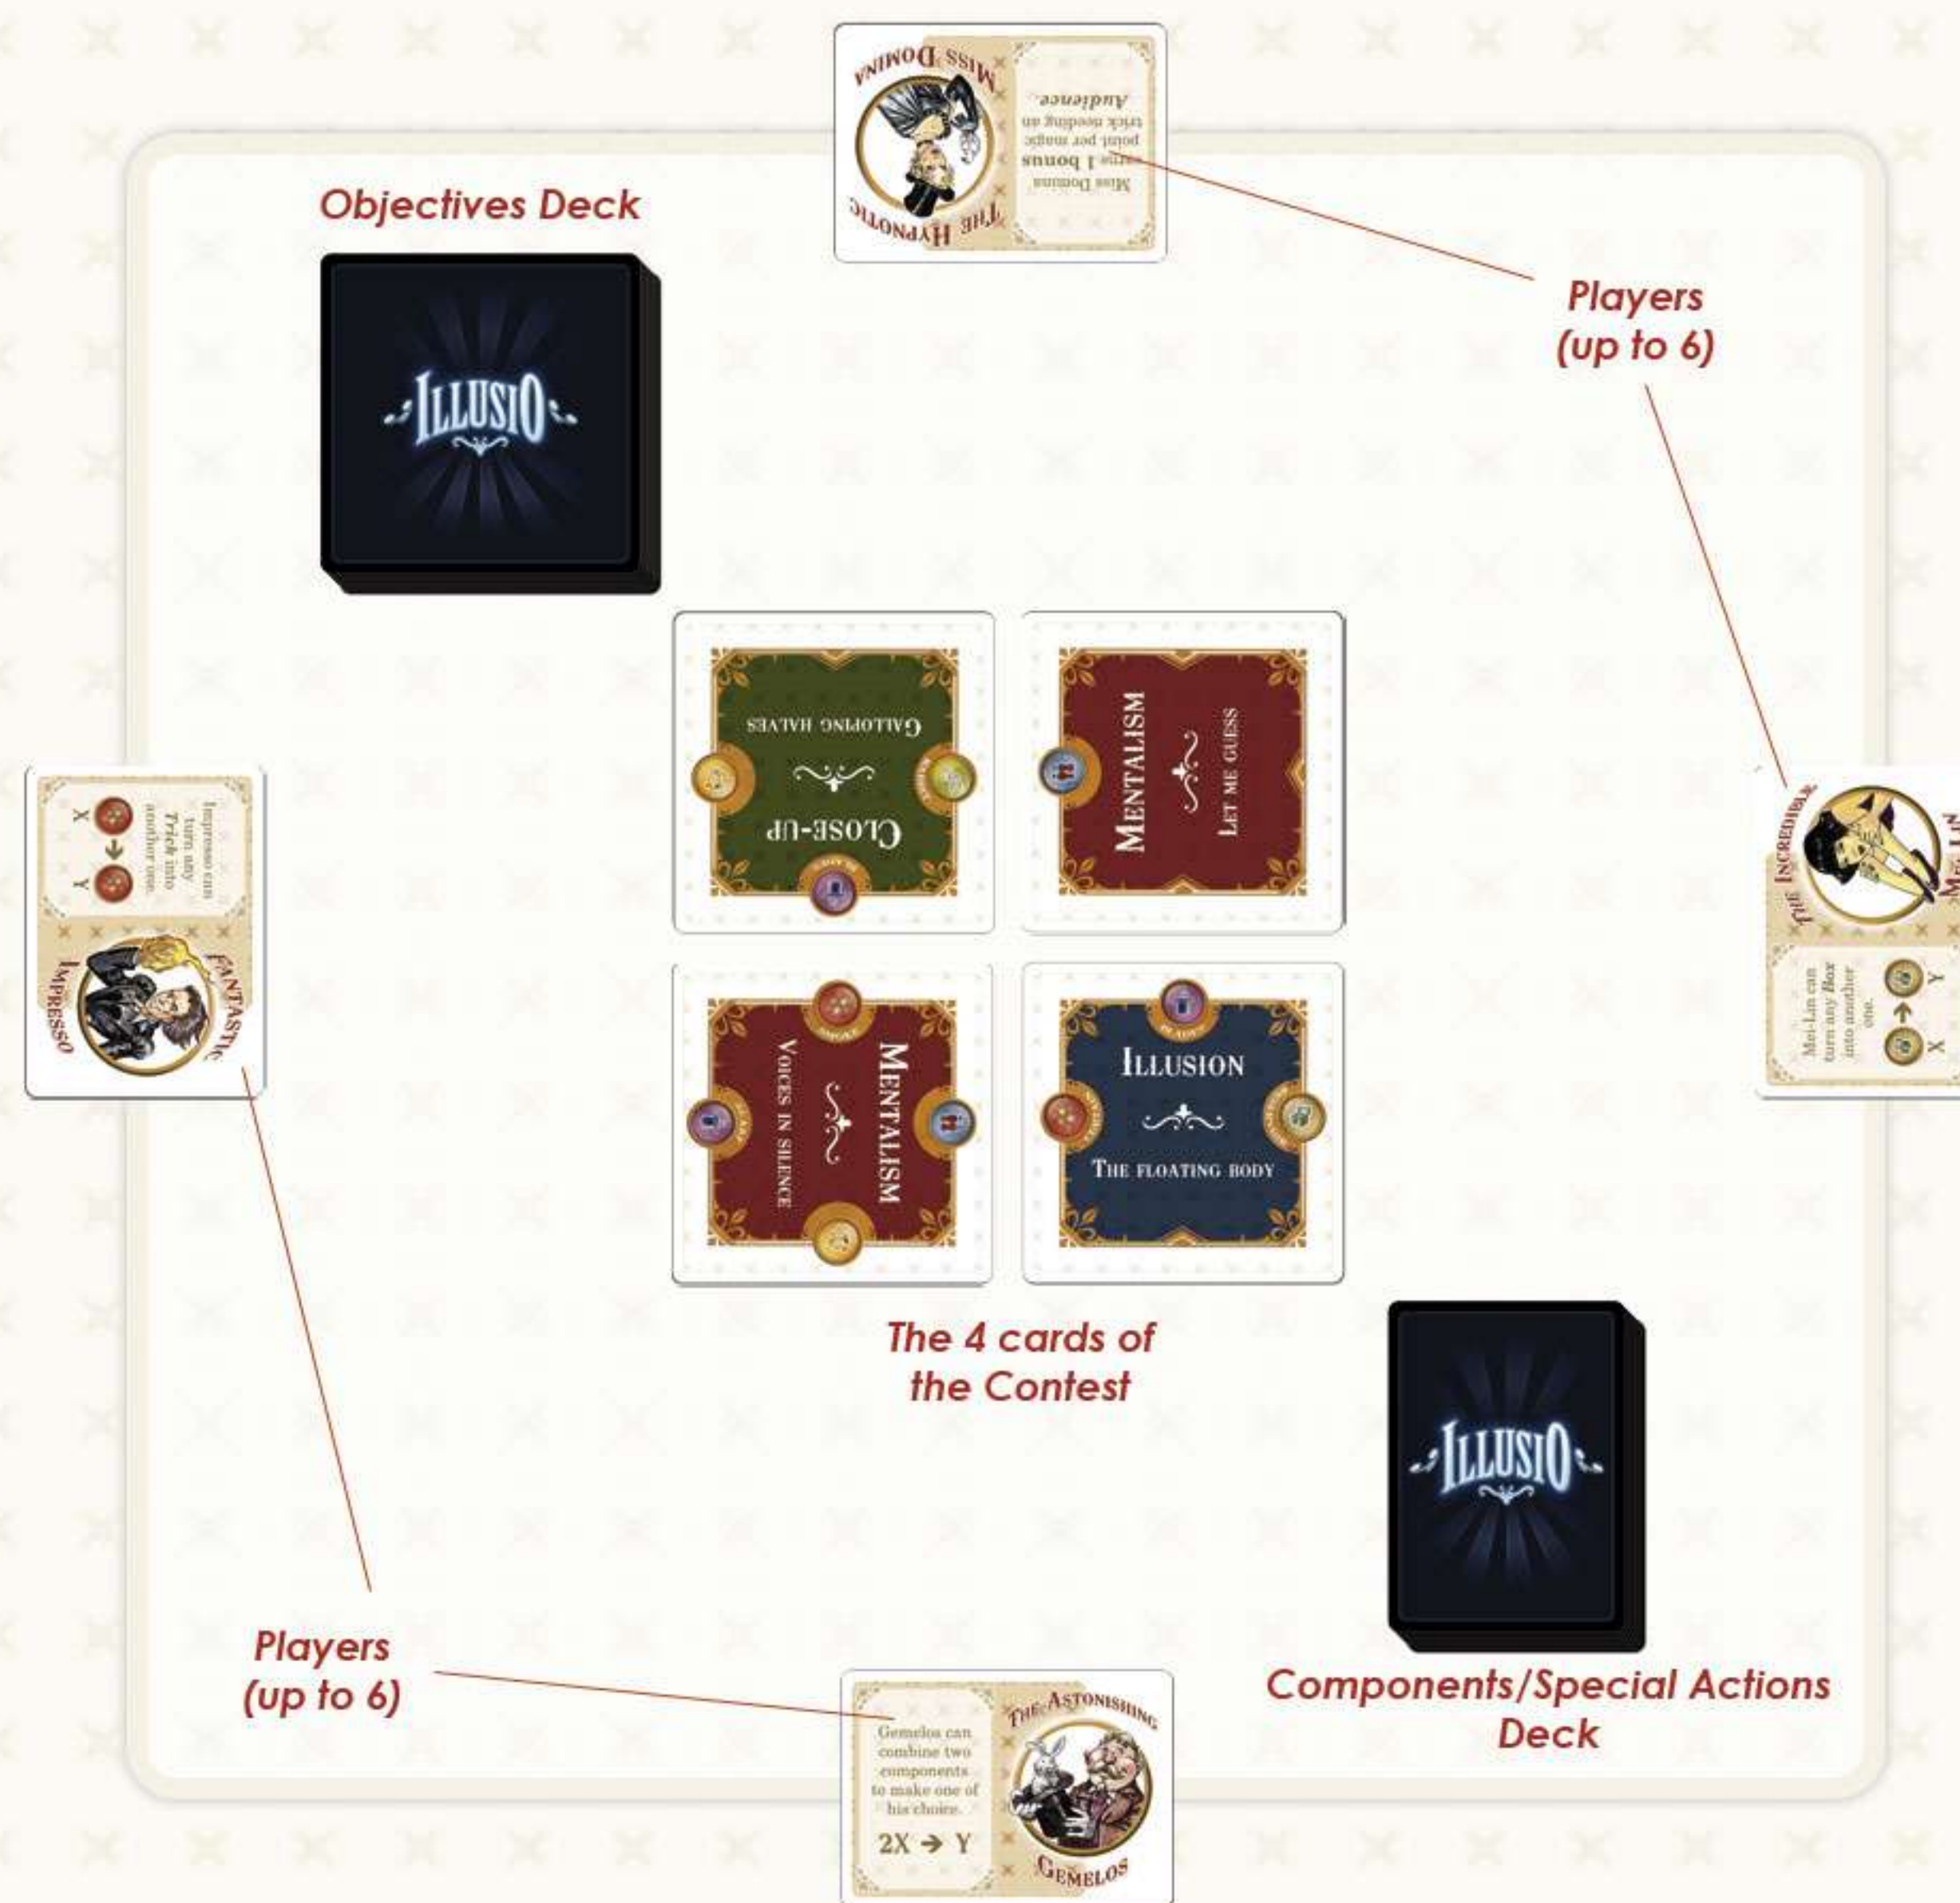 THE HYPNOTIC
MISS DOMINA
Miss Domina
earns 1 bonus
point per magic
trick needing an
Audience.
Objectives Deck
ILLUSIO
Players
(up to 6)
GALLOPING HALVES
CLOSE-UP
MENTALISM
LET ME GUESS
Impresso can
turn any
Trick into
another one.
X → Y
FANTASTIC
IMPRESSO
THE INCREDIBLE
MEI LIN
Mei-Lin can
turn any Box
into another
one.
X → Y
MENTALISM
VOICES IN SILENCE
ILLUSION
THE FLOATING BODY
The 4 cards of
the Contest
ILLUSIO
Players
(up to 6)
Components/Special Actions
Deck
Gemelos can
combine two
components
to make one of
his choice.
2X → Y
THE ASTONISHING
GEMELOS